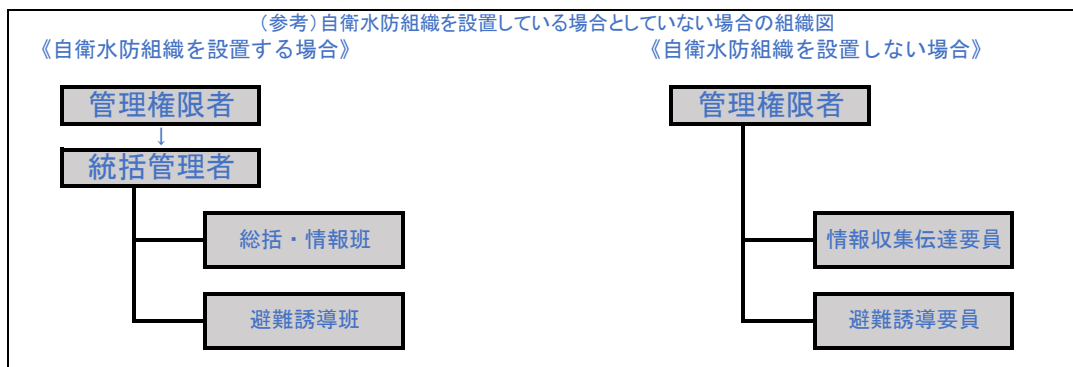 （参考）自衛水防組織を設置している場合としていない場合の組織図
《自衛水防組織を設置する場合》
管理権限者
↓
統括管理者
総括・情報班
避難誘導班
《自衛水防組織を設置しない場合》
管理権限者
情報収集伝達要員
避難誘導要員